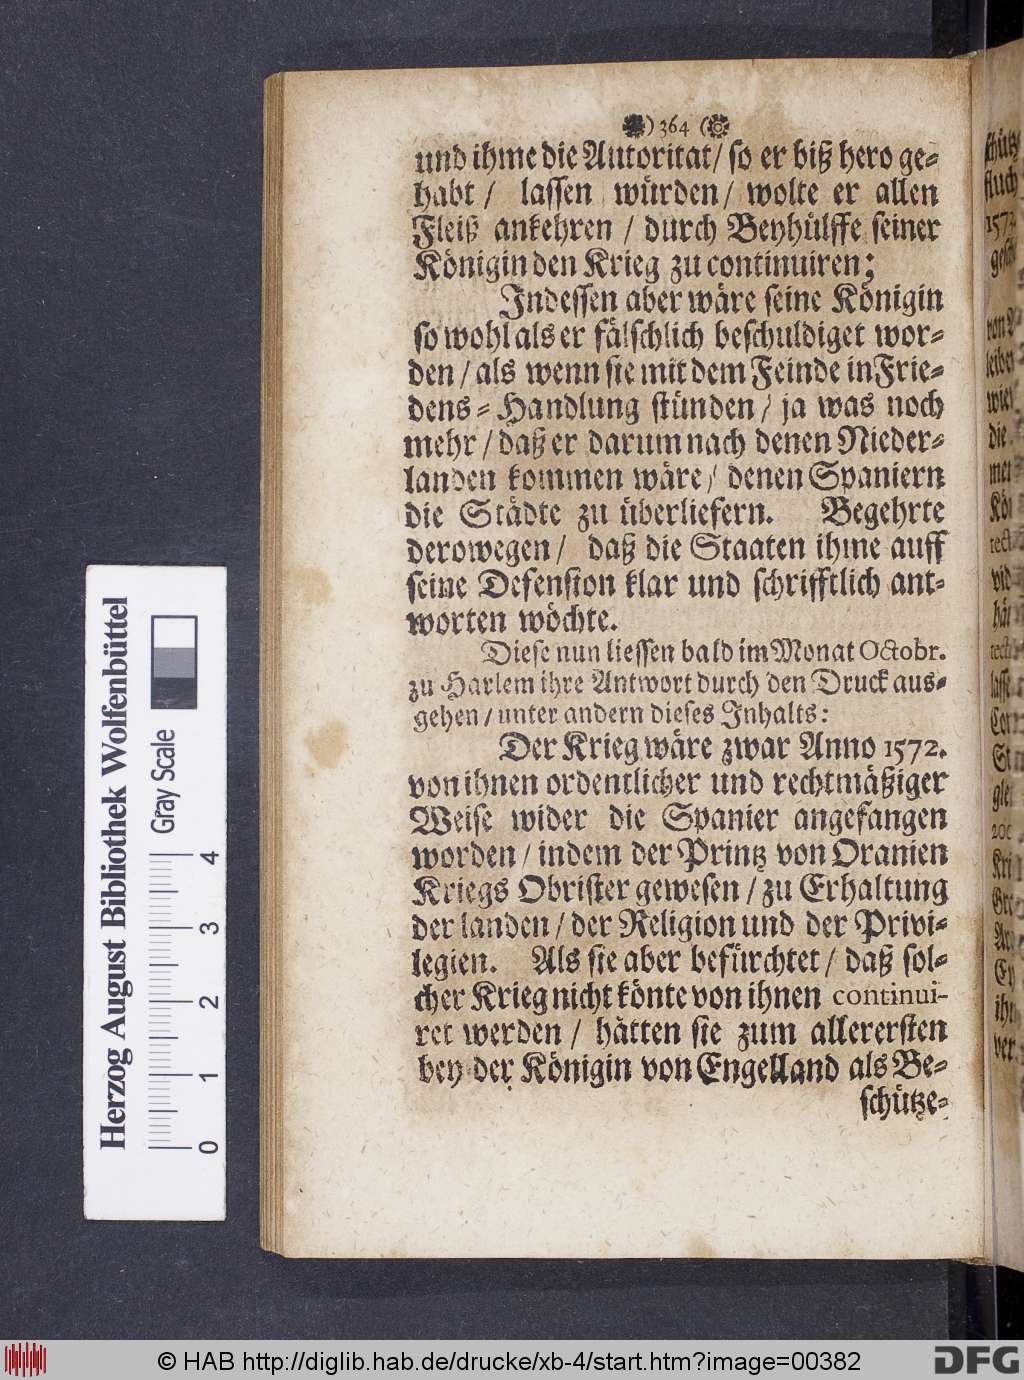 ) 364 (
und ihme die Autoritat/ so er biß hero ge-
habt / lassen würden/ wolte er allen
Fleiß ankehren / durch Beyhülffe seiner
Königin den Krieg zu continuiren;
Indessen aber wäre seine Königin
so wohl als er fälschlich beschuldiget wor-
den / als wenn sie mit dem Feinde in Frie-
dens-Handlung stünden/ ja was noch
mehr / daß er darum nach denen Nieder-
landen kommen wäre/ denen Spaniern
die Städte zu überliefern. Begehrte
derowegen/ daß die Staaten ihme auff
seine Defension klar und schrifftlich ant-
worten wöchte.
Diese nun liessen bald im Monat Octobr.
zu Harlem ihre Antwort durch den Druck aus-
gehen / unter andern dieses Inhalts:
Der Krieg wäre zwar Anno 1572.
von ihnen ordentlicher und rechtmäßiger
Weise wider die Spanier angefangen
worden / indem der Printz von Oranien
Kriegs Obrister gewesen / zu Erhaltung
der landen / der Religion und der Privi-
legien. Als sie aber befürchtet / daß sol-
cher Krieg nicht könte von ihnen continui-
ret werden / hätten sie zum allerersten
bey der Königin von Engelland als Be-
schütze-
Herzog August Bibliothek Wolfenbüttel
Gray Scale
0 1 2 3 4
© HAB http://diglib.hab.de/drucke/xb-4/start.htm?image=00382
DFG